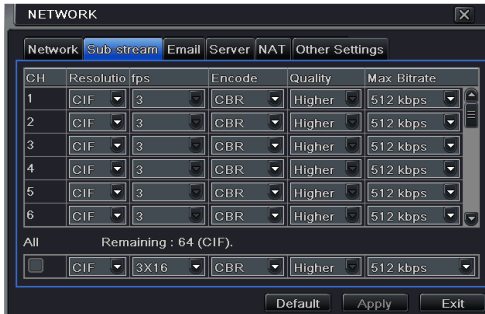 NETWORK
Network Sub-stream Email Server NAT Other Settings
CH Resolutio fps Encode Quality Max Bitrate
1 CIF 3 CBR Higher 512 kbps
2 CIF 3 CBR Higher 512 kbps
3 CIF 3 CBR Higher 512 kbps
4 CIF 3 CBR Higher 512 kbps
5 CIF 3 CBR Higher 512 kbps
6 CIF 3 CBR Higher 512 kbps
All Remaining : 64 (CIF).
CIF 3X16 CBR Higher 512 kbps
Default Apply Exit